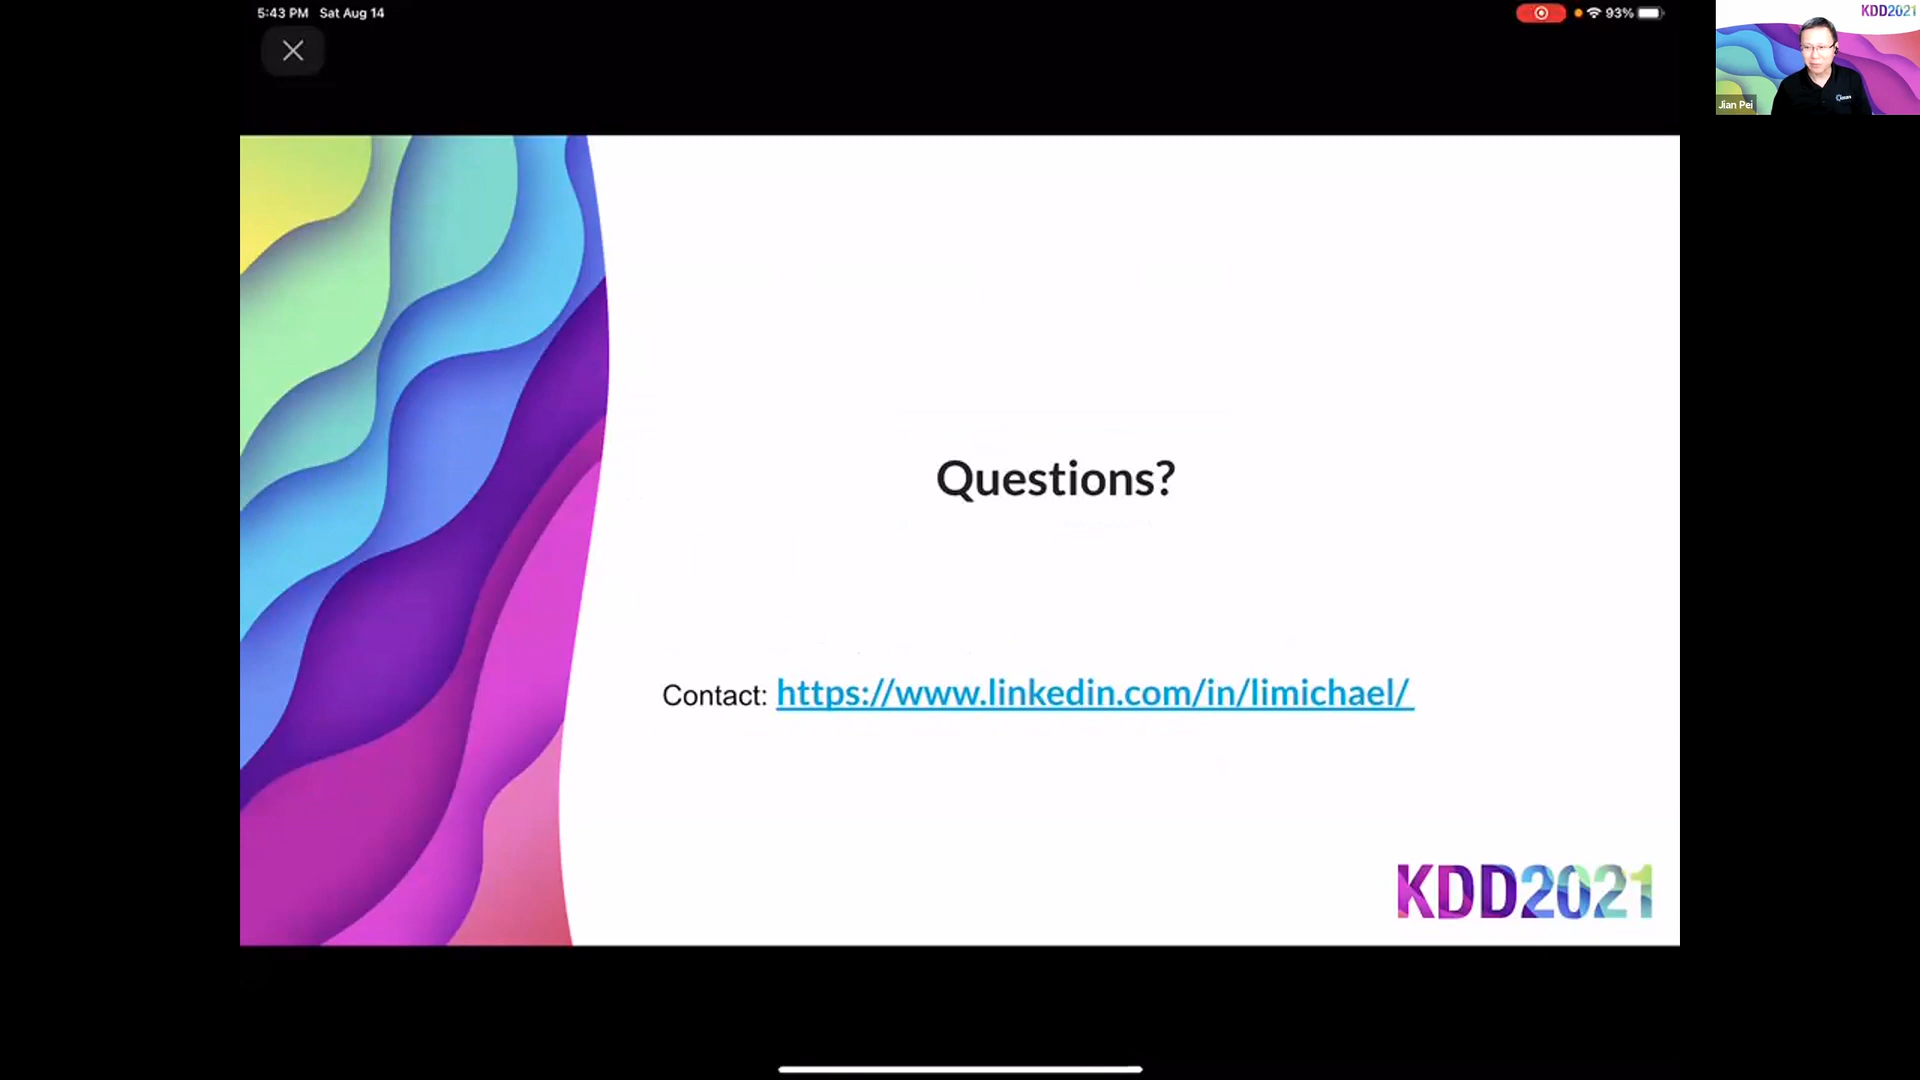 5:43 PM Sat Aug 14
93%
KDD2021
Jian Pei
Questions?
Contact: https://www.linkedin.com/in/limichael/
KDD2021